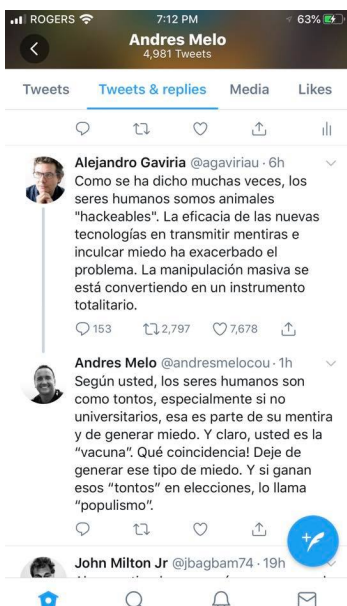 ROGERS 7:12 PM 63%
Andres Melo
4,981 Tweets
Tweets Tweets & replies Media Likes
Alejandro Gaviria @agaviriau · 6h
Como se ha dicho muchas veces, los
seres humanos somos animales
"hackeables". La eficacia de las nuevas
tecnologías en transmitir mentiras e
inculcar miedo ha exacerbado el
problema. La manipulación masiva se
está convertiendo en un instrumento
totalitario.
153 2,797 7,678
Andres Melo @andresmelocou · 1h
Según usted, los seres humanos son
como tontos, especialmente si no
universitarios, esa es parte de su mentira
y de generar miedo. Y claro, usted es la
“vacuna”. Qué coincidencia! Deje de
generar ese tipo de miedo. Y si ganan
esos “tontos” en elecciones, lo llama
“populismo”.
John Milton Jr @jbagbam74 · 19h